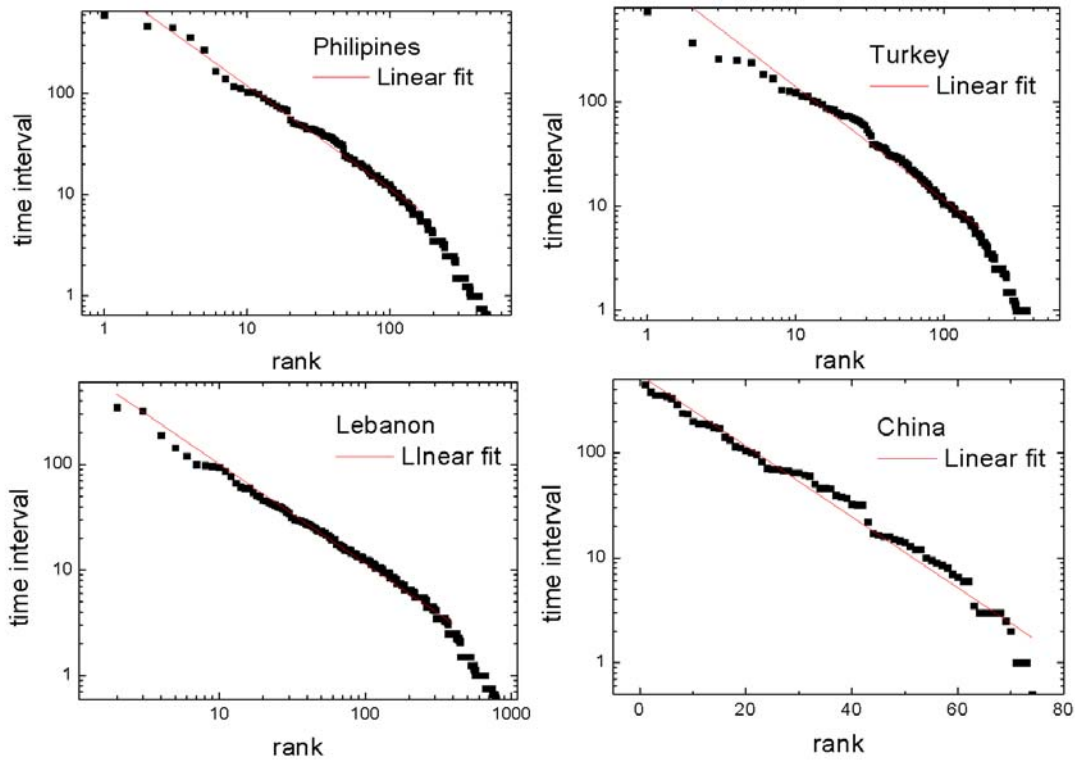 Philipines
Linear fit
time interval
100
10
1
1
10
100
rank
Turkey
Linear fit
time interval
100
10
1
1
10
100
rank
Lebanon
LInear fit
time interval
100
10
1
10
100
1000
rank
China
Linear fit
time interval
100
10
1
0
20
40
60
80
rank